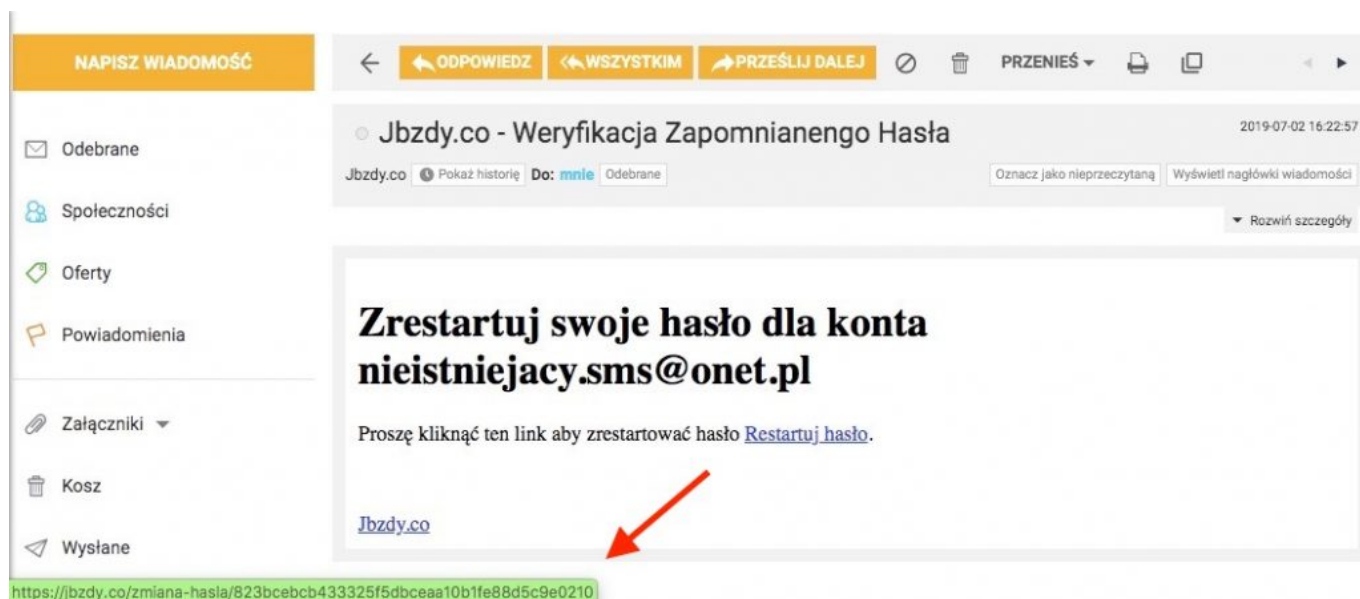 NAPISZ WIADOMOŚĆ
ODPOWIEDZ WSZYSTKIM PRZEŚLIJ DALEJ PRZENIEŚ
Odebrane
Społeczności
Oferty
Powiadomienia
Załączniki
Kosz
Wysłane
Jbzdy.co - Weryfikacja Zapomnianengo Hasła
2019-07-02 16:22:57
Jbzdy.co Pokaż historię Do: mnie Odebrane
Oznacz jako nieprzeczytaną Wyświetl nagłówki wiadomości
Rozwiń szczegóły
Zrestartuj swoje hasło dla konta
nieistniejacy.sms@onet.pl
Proszę kliknąć ten link aby zrestartować hasło Restartuj hasło.
Jbzdy.co
https://jbzdy.co/zmiana-hasla/823bcebcb433325f5dbceaa10b1fe88d5c9e0210